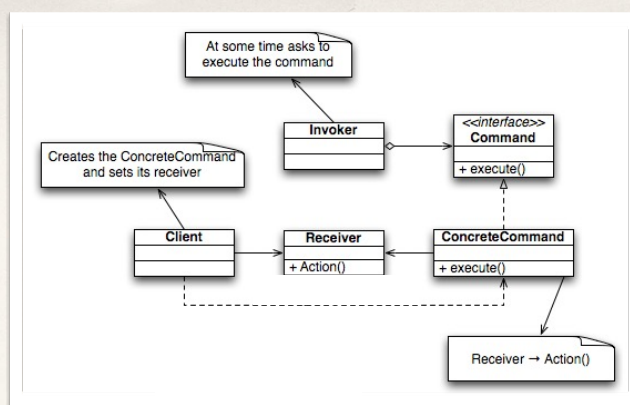 At some time asks to
execute the command
Invoker
<<interface>>
Command
+ execute()
Creates the ConcreteCommand
and sets its receiver
Client
Receiver
+ Action()
ConcreteCommand
+ execute()
Receiver → Action()